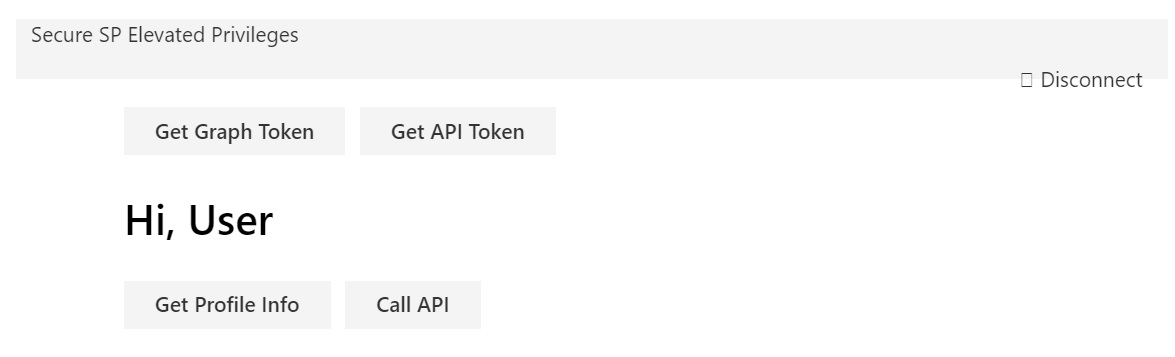 Secure SP Elevated Privileges
Disconnect
Get Graph Token Get API Token
Hi, User
Get Profile Info Call API